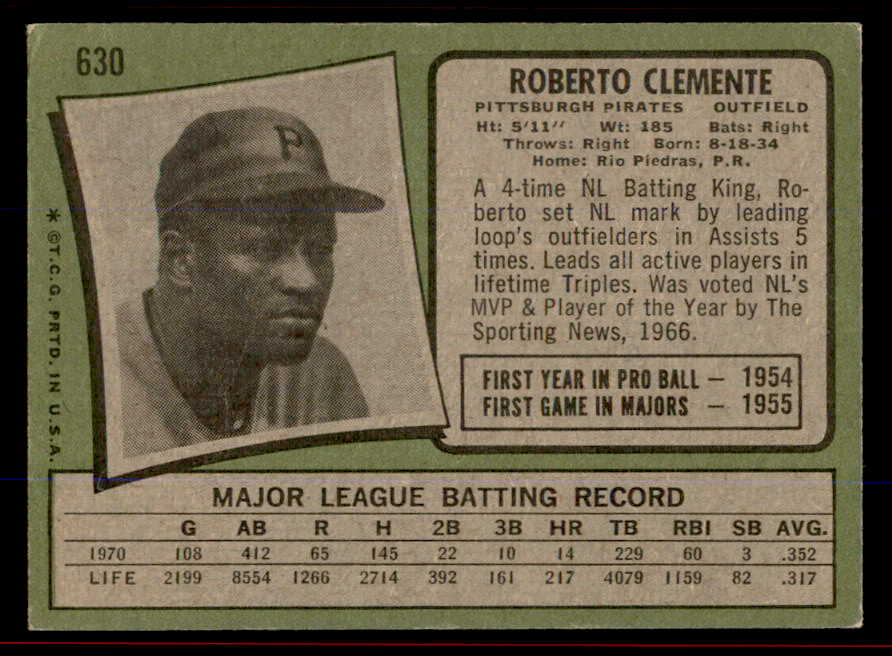 630
P
* ©T.C.G. PRTD. IN U.S.A.
ROBERTO CLEMENTE
PITTSBURGH PIRATES OUTFIELD
Ht: 5'11" Wt: 185 Bats: Right
Throws: Right Born: 8-18-34
Home: Rio Piedras, P.R.
A 4-time NL Batting King, Ro-
berto set NL mark by leading
loop's outfielders in Assists 5
times. Leads all active players in
lifetime Triples. Was voted NL's
MVP & Player of the Year by The
Sporting News, 1966.
FIRST YEAR IN PRO BALL — 1954
FIRST GAME IN MAJORS — 1955
MAJOR LEAGUE BATTING RECORD
G AB R H 2B 3B HR TB RBI SB AVG.
1970 108 412 65 145 22 10 14 229 60 3 .352
LIFE 2199 8554 1266 2714 392 161 217 4079 1159 82 .317